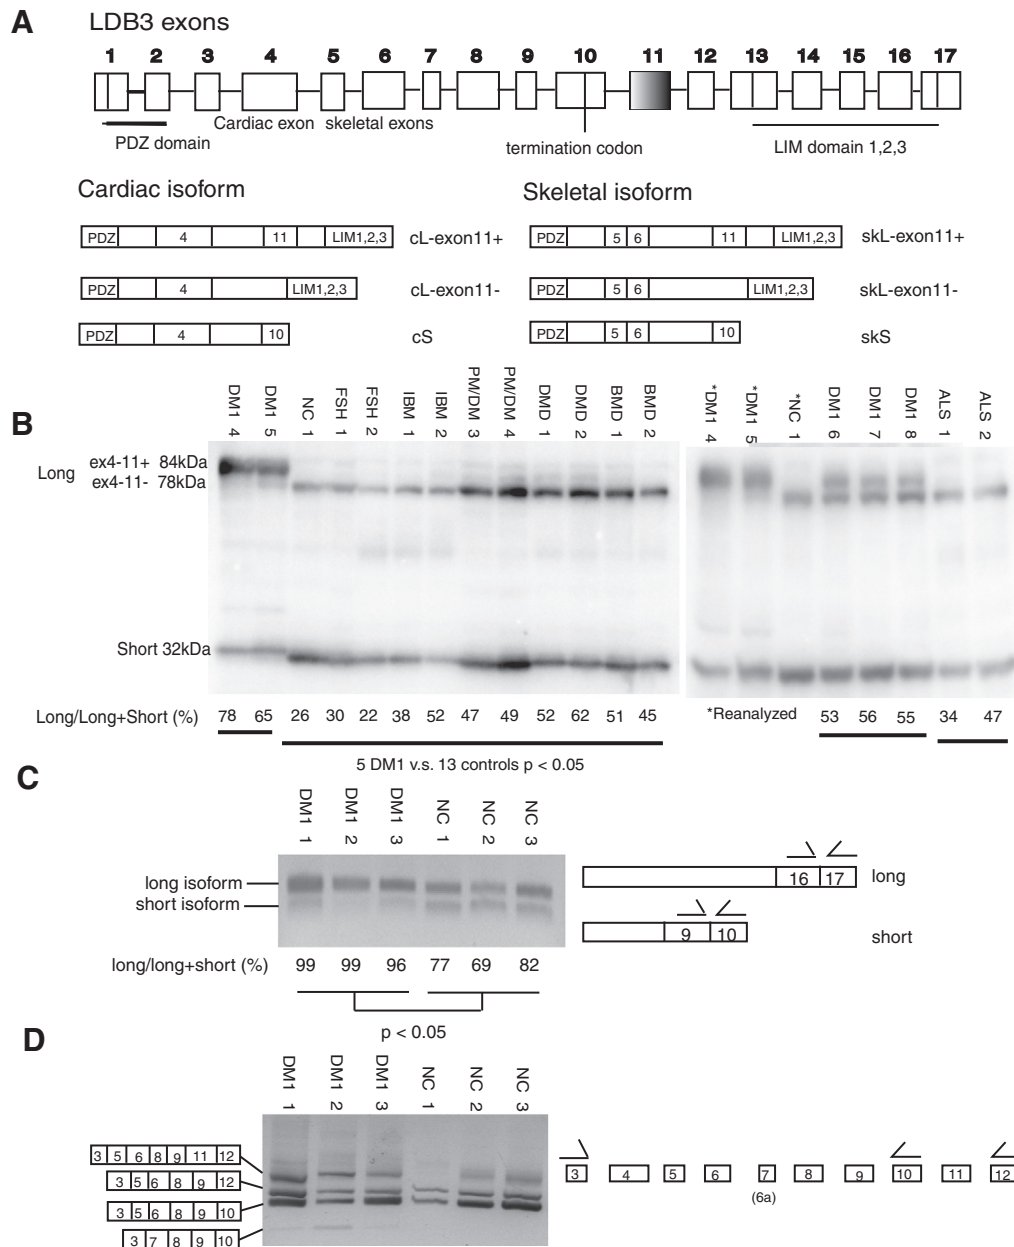 A
LDB3 exons
1 2 3 4 5 6 7 8 9 10 11 12 13 14 15 16 17
Cardiac exon skeletal exons
PDZ domain
termination codon
LIM domain 1,2,3
Cardiac isoform
Skeletal isoform
PDZ 4 11 LIM1,2,3 cL-exon11+
PDZ 5 6 11 LIM1,2,3 skL-exon11+
PDZ 4 LIM1,2,3 cL-exon11-
PDZ 5 6 LIM1,2,3 skL-exon11-
PDZ 4 10 cS
PDZ 5 6 10 skS
B
DM1 4
DM1 5
NC 1
FSH 1
FSH 2
IBM 1
IBM 2
PM/DM 3
PM/DM 4
DMD 1
DMD 2
BMD 1
BMD 2
*DM1 4
*DM1 5
*NC 1
DM1 6
DM1 7
DM1 8
ALS 1
ALS 2
Long
ex4-11+ 84kDa
ex4-11- 78kDa
Short 32kDa
Long/Long+Short (%) 78 65 26 30 22 38 52 47 49 52 62 51 45 *Reanalyzed 53 56 55 34 47
5 DM1 v.s. 13 controls p < 0.05
C
DM1 1
DM1 2
DM1 3
NC 1
NC 2
NC 3
long isoform
short isoform
16 17 long
9 10 short
long/long+short (%) 99 99 96 77 69 82
p < 0.05
D
DM1 1
DM1 2
DM1 3
NC 1
NC 2
NC 3
3 5 6 8 9 11 12
3 5 6 8 9 12
3 5 6 8 9 10
3 7 8 9 10
3 4 5 6 7 8 9 10 11 12
(6a)